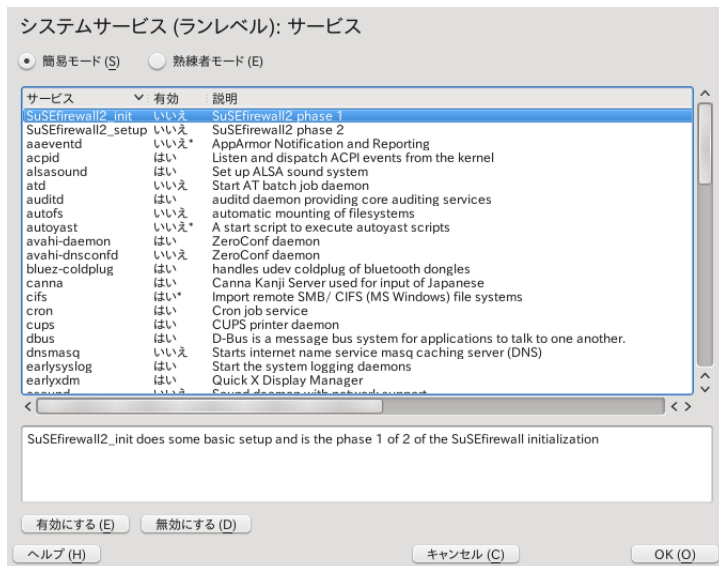 システムサービス (ランレベル): サービス
簡易モード (S) 熟練者モード (E)
サービス 有効 説明
SuSEfirewall2_init いいえ SuSEfirewall2 phase 1
SuSEfirewall2_setup いいえ SuSEfirewall2 phase 2
aaeventd いいえ* AppArmor Notification and Reporting
acpid はい Listen and dispatch ACPI events from the kernel
alsasound はい Set up ALSA sound system
atd いいえ Start AT batch job daemon
auditd はい auditd daemon providing core auditing services
autofs いいえ automatic mounting of filesystems
autoyast いいえ* A start script to execute autoyast scripts
avahi-daemon はい ZeroConf daemon
avahi-dnsconfd いいえ ZeroConf daemon
bluez-coldplug はい handles udev coldplug of bluetooth dongles
canna はい Canna Kanji Server used for input of Japanese
cifs はい* Import remote SMB/ CIFS (MS Windows) file systems
cron はい Cron job service
cups はい CUPS printer daemon
dbus はい D-Bus is a message bus system for applications to talk to one another.
dnsmasq いいえ Starts internet name service masq caching server (DNS)
earlysyslog はい Start the system logging daemons
earlyxdm はい Quick X Display Manager
esound いいえ Sound daemon with network support
SuSEfirewall2_init does some basic setup and is the phase 1 of 2 of the SuSEfirewall initialization
有効にする (E) 無効にする (D)
ヘルプ (H) キャンセル (C) OK (O)